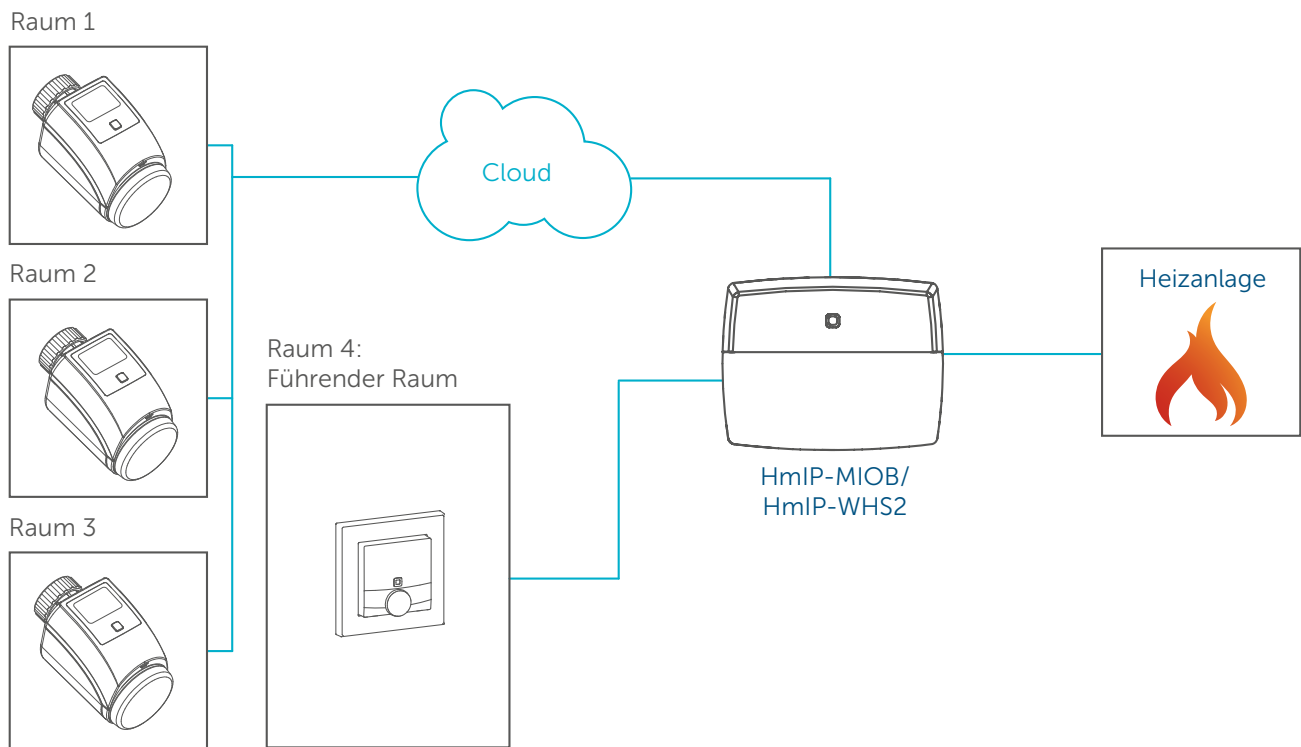 Raum 1
Cloud
Raum 2
Heizanlage
Raum 4:
Führender Raum
HmIP-MIOB/
HmIP-WHS2
Raum 3